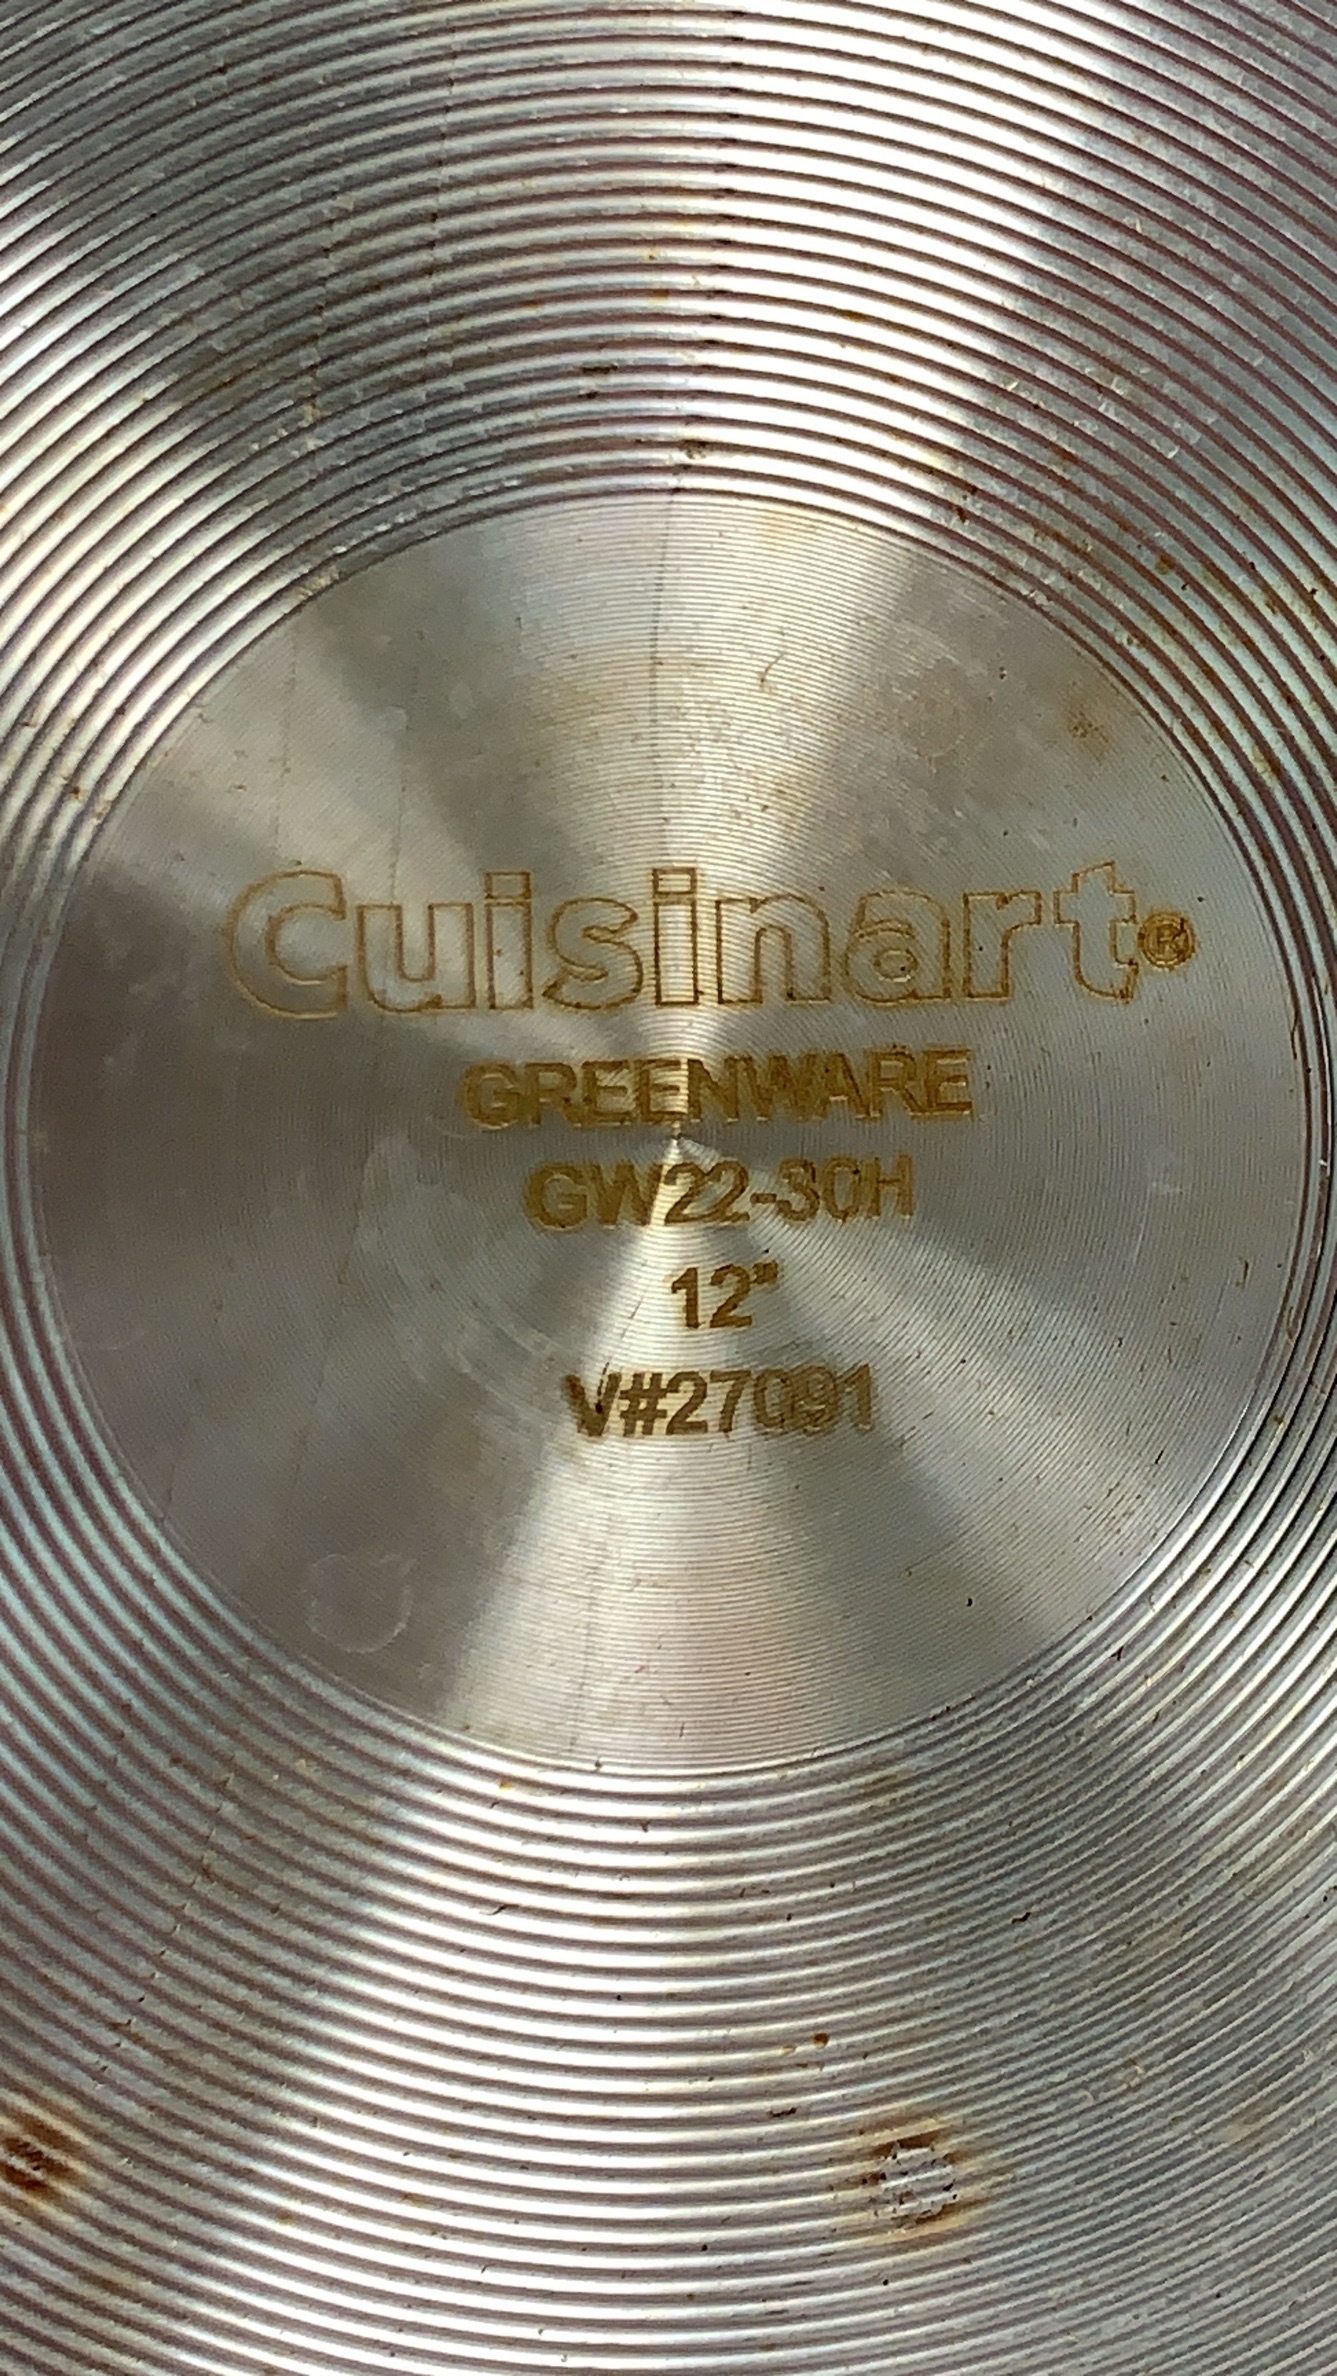 Cuisinart®
GREENWARE
GW22-30H
12"
V#27091